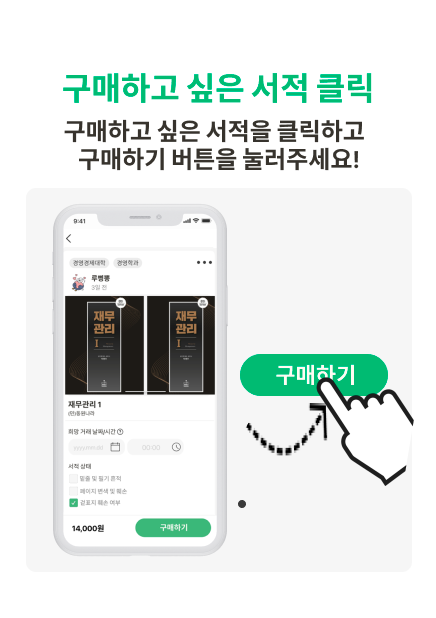 구매하고 싶은 서적 클릭
구매하고 싶은 서적을 클릭하고
구매하기 버튼을 눌러주세요!
9:41
경영경제대학 경영학과
루삥뽕
3일 전
재무
관리
I
재무
관리
I
재무관리 1
(만)동원나라
희망 거래 날짜/시간
yyyy/mm/dd 00:00
서적 상태
밑줄 및 필기 흔적
페이지 변색 및 훼손
겉표지 훼손 여부
14,000원 구매하기
구매하기